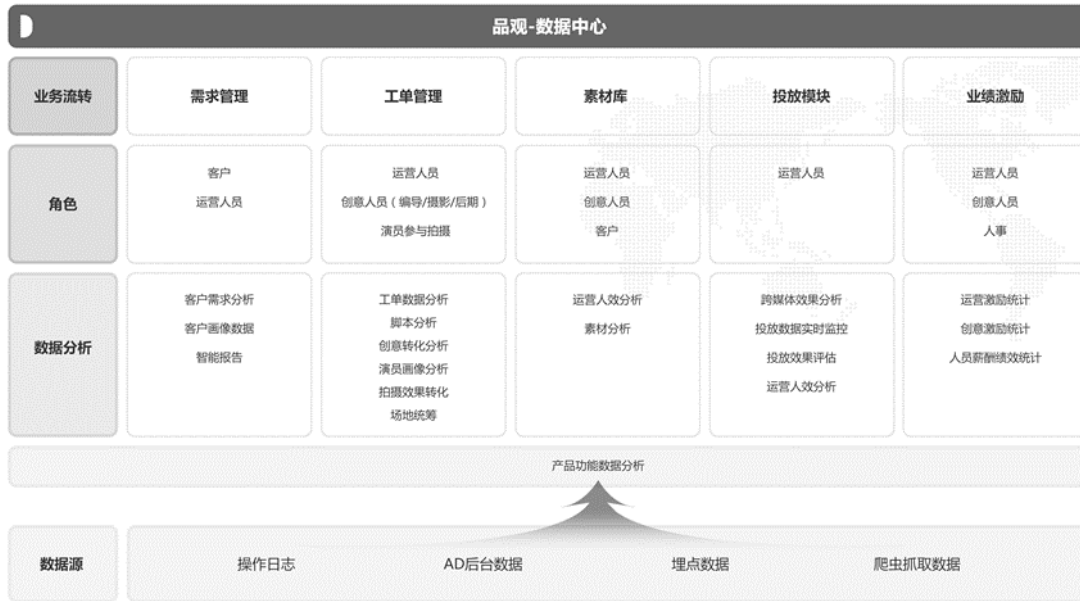 品观-数据中心
业务流转
需求管理
工单管理
素材库
投放模块
业绩激励
角色
客户
运营人员
运营人员
创意人员（编导/摄影/后期）
演员参与拍摄
运营人员
创意人员
客户
运营人员
运营人员
创意人员
人事
数据分析
客户需求分析
客户画像数据
智能报告
工单数据分析
脚本分析
创意转化分析
演员画像分析
拍摄效果转化
场地统筹
运营人效分析
素材分析
跨媒体效果分析
投放数据实时监控
投放效果评估
运营人效分析
运营激励统计
创意激励统计
人员薪酬绩效统计
产品功能数据分析
数据源
操作日志
AD后台数据
埋点数据
爬虫抓取数据